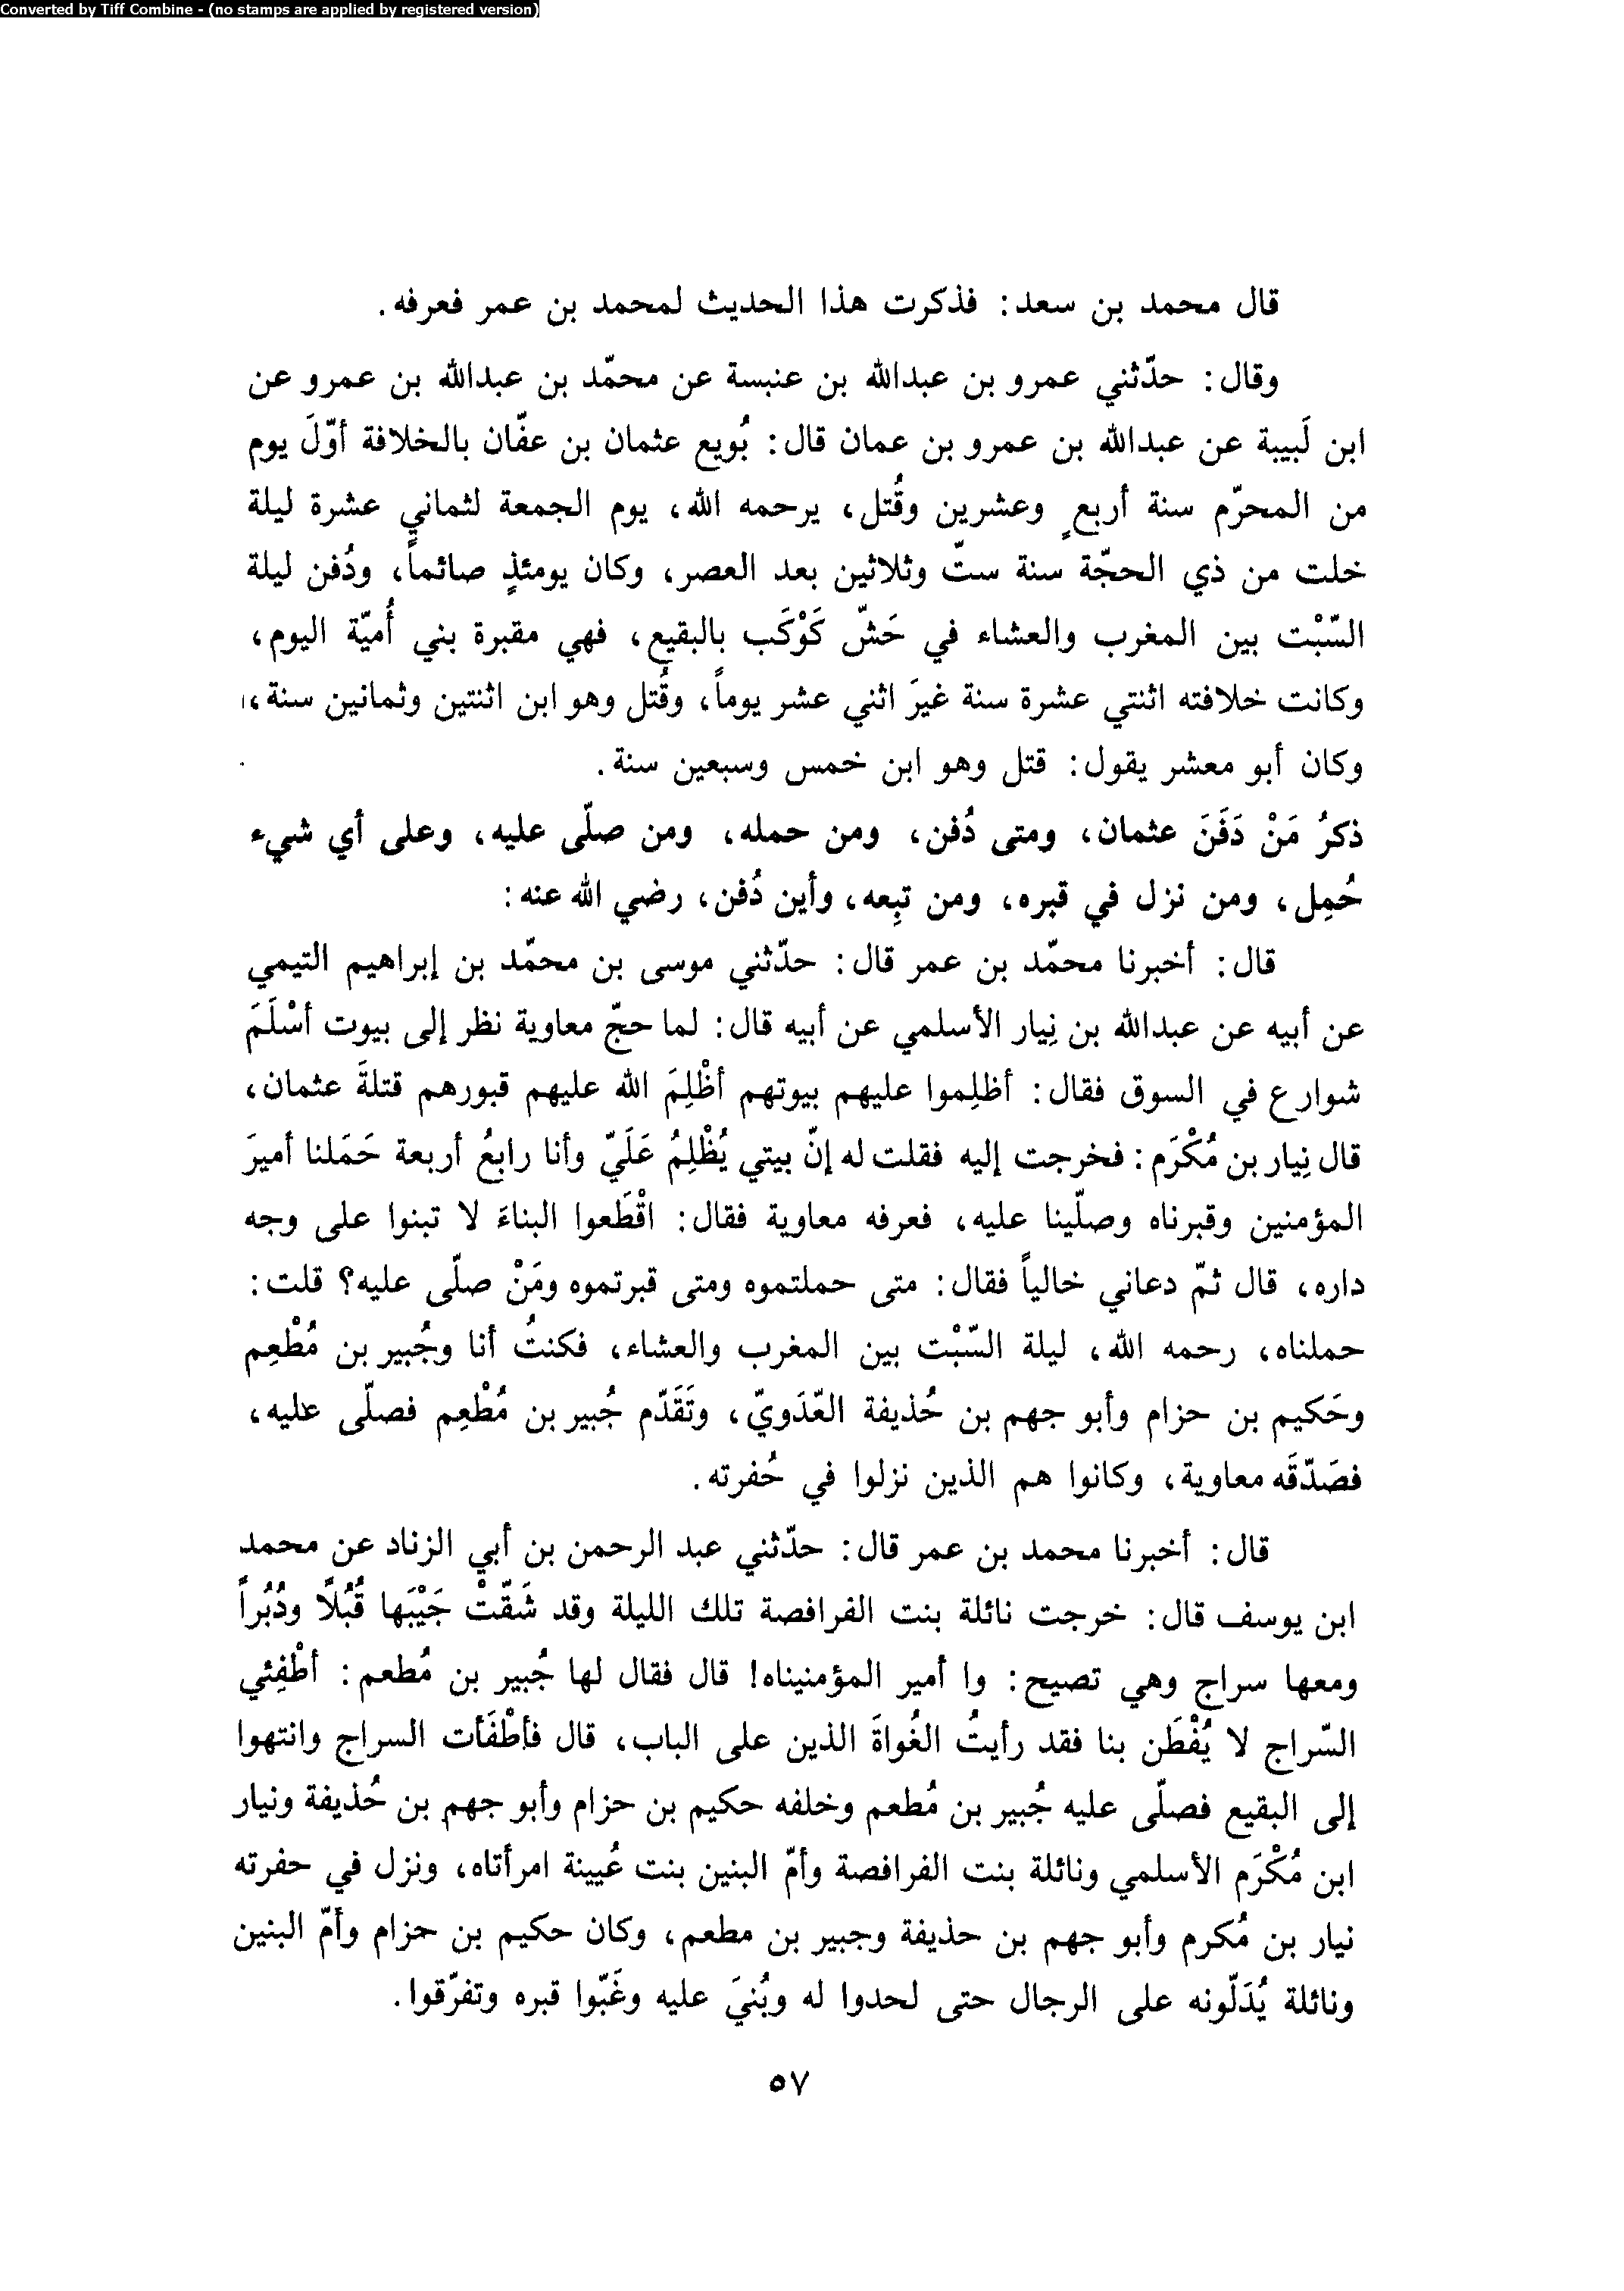 Converted by Tiff Combine - (no stamps are applied by registered version)
قال محمد بن سعد: فذكرت هذا الحديث لمحمد بن عمر فعرفه.
وقال: حدّثني عمرو بن عبدالله بن عنبسة عن محمّد بن عبدالله بن عمرو عن
ابن لَبيبة عن عبدالله بن عمرو بن عمان قال: بُويع عثمان بن عفّان بالخلافة أوّلَ يوم
من المحرّم سنة أربعٍ وعشرين وقُتل، يرحمه الله، يوم الجمعة لثماني عشرة ليلة
خلت من ذي الحجّة سنة ستّ وثلاثين بعد العصر، وكان يومئذٍ صائماً، ودُفن ليلة
السّبْت بين المغرب والعشاء في حَشّ كَوْكَب بالبقيع، فهي مقبرة بني أُميّة اليوم،
وكانت خلافته اثنتي عشرة سنة غيرَ اثني عشر يوماً، وقُتل وهو ابن اثنتين وثمانين سنة،
وكان أبو معشر يقول: قتل وهو ابن خمس وسبعين سنة.
ذكرُ مَنْ دَفَنَ عثمان، ومتى دُفن، ومن حمله، ومن صلّى عليه، وعلى أي شيء
حُمِل، ومن نزل في قبره، ومن تبِعه، وأين دُفن، رضي الله عنه:
قال: أخبرنا محمّد بن عمر قال: حدّثني موسى بن محمّد بن إبراهيم التيمي
عن أبيه عن عبدالله بن نِيار الأسلمي عن أبيه قال: لما حجّ معاوية نظر إلى بيوت أسْلَمَ
شوارع في السوق فقال: أظلِموا عليهم بيوتهم أظْلِمَ الله عليهم قبورهم قتلةَ عثمان،
قال نِيار بن مُكْرَم: فخرجت إليه فقلت له إنّ بيتي يُظْلِمُ عَلَيّ وأنا رابعُ أربعة حَمَلنا أميرَ
المؤمنين وقبرناه وصلّينا عليه، فعرفه معاوية فقال: اقْطَعوا البناءَ لا تبنوا على وجه
داره، قال ثمّ دعاني خالياً فقال: متى حملتموه ومتى قبرتموه ومَنْ صلّى عليه؟ قلت:
حملناه، رحمه الله، ليلة السّبْت بين المغرب والعشاء، فكنتُ أنا وجُبير بن مُطْعِم
وحَكيم بن حزام وأبو جهم بن حُذيفة العّدَويّ، وتَقَدّم جُبير بن مُطْعِم فصلّى عليه،
فصَدّقَه معاوية، وكانوا هم الذين نزلوا في حُفرته.
قال: أخبرنا محمد بن عمر قال: حدّثني عبد الرحمن بن أبي الزناد عن محمد
ابن يوسف قال: خرجت نائلة بنت الفرافصة تلك الليلة وقد شَقّتْ جَيْبَها قُبُلاً ودُبُراً
ومعها سراج وهي تصيح: وا أمير المؤمنيناه! قال فقال لها جُبير بن مُطعم: أطْفِئي
السّراج لا يُفْطَن بنا فقد رأيتُ الغُواةَ الذين على الباب، قال فأطْفَأت السراج وانتهوا
إلى البقيع فصلّى عليه جُبير بن مُطعم وخلفه حكيم بن حزام وأبو جهم بن حُذيفة ونيار
ابن مُكْرَم الأسلمي ونائلة بنت الفرافصة وأمّ البنين بنت عُيينة امرأتاه، ونزل في حفرته
نيار بن مُكرم وأبو جهم بن حذيفة وجبير بن مطعم، وكان حكيم بن حزام وأمّ البنين
ونائلة يُدَلّونه على الرجال حتى لحدوا له وبُنيَ عليه وغَبّوا قبره وتفرّقوا.
٥٧